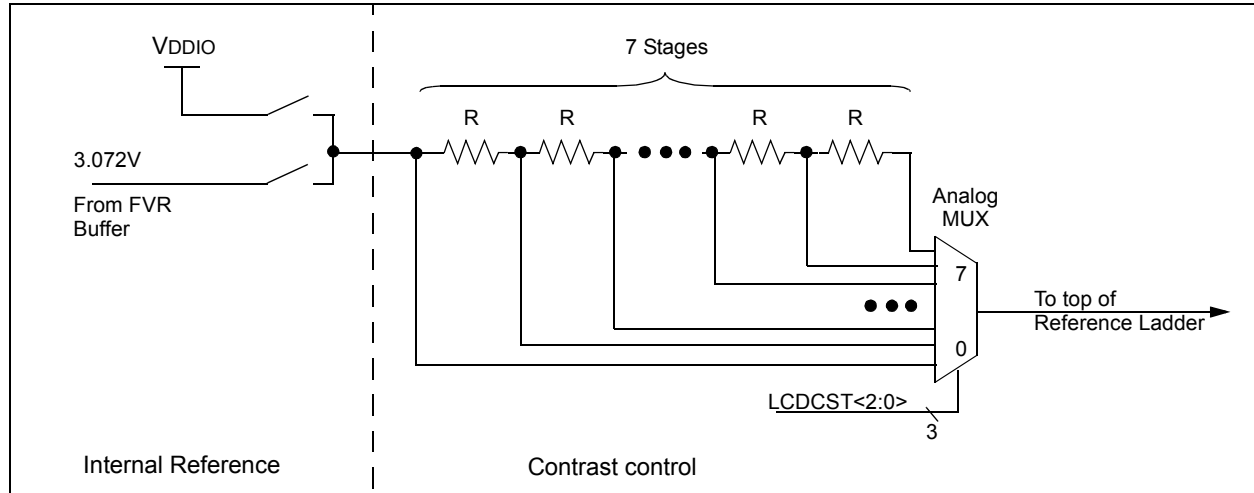 VDDIO
7 Stages
R
R
R
R
3.072V
From FVR
Buffer
Analog
MUX
7
To top of
Reference Ladder
0
LCDCST<2:0>
3
Internal Reference
Contrast control